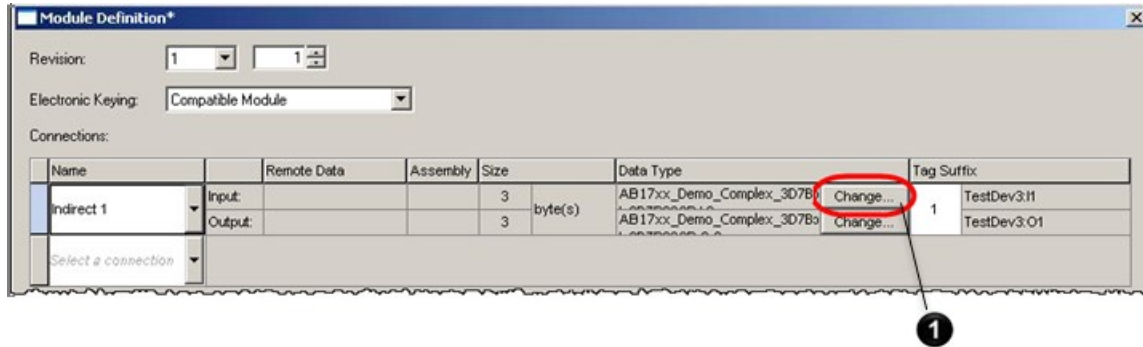 Module Definition*
Revision: 1 1
Electronic Keying: Compatible Module
Connections:
Name Remote Data Assembly Size Data Type Tag Suffix
Indirect 1 Input: 3 byte(s) AB17xx_Demo_Complex_3D7B Change... 1 TestDev3:I1
Output: 3 AB17xx_Demo_Complex_3D7B Change... TestDev3:O1
Select a connection
1